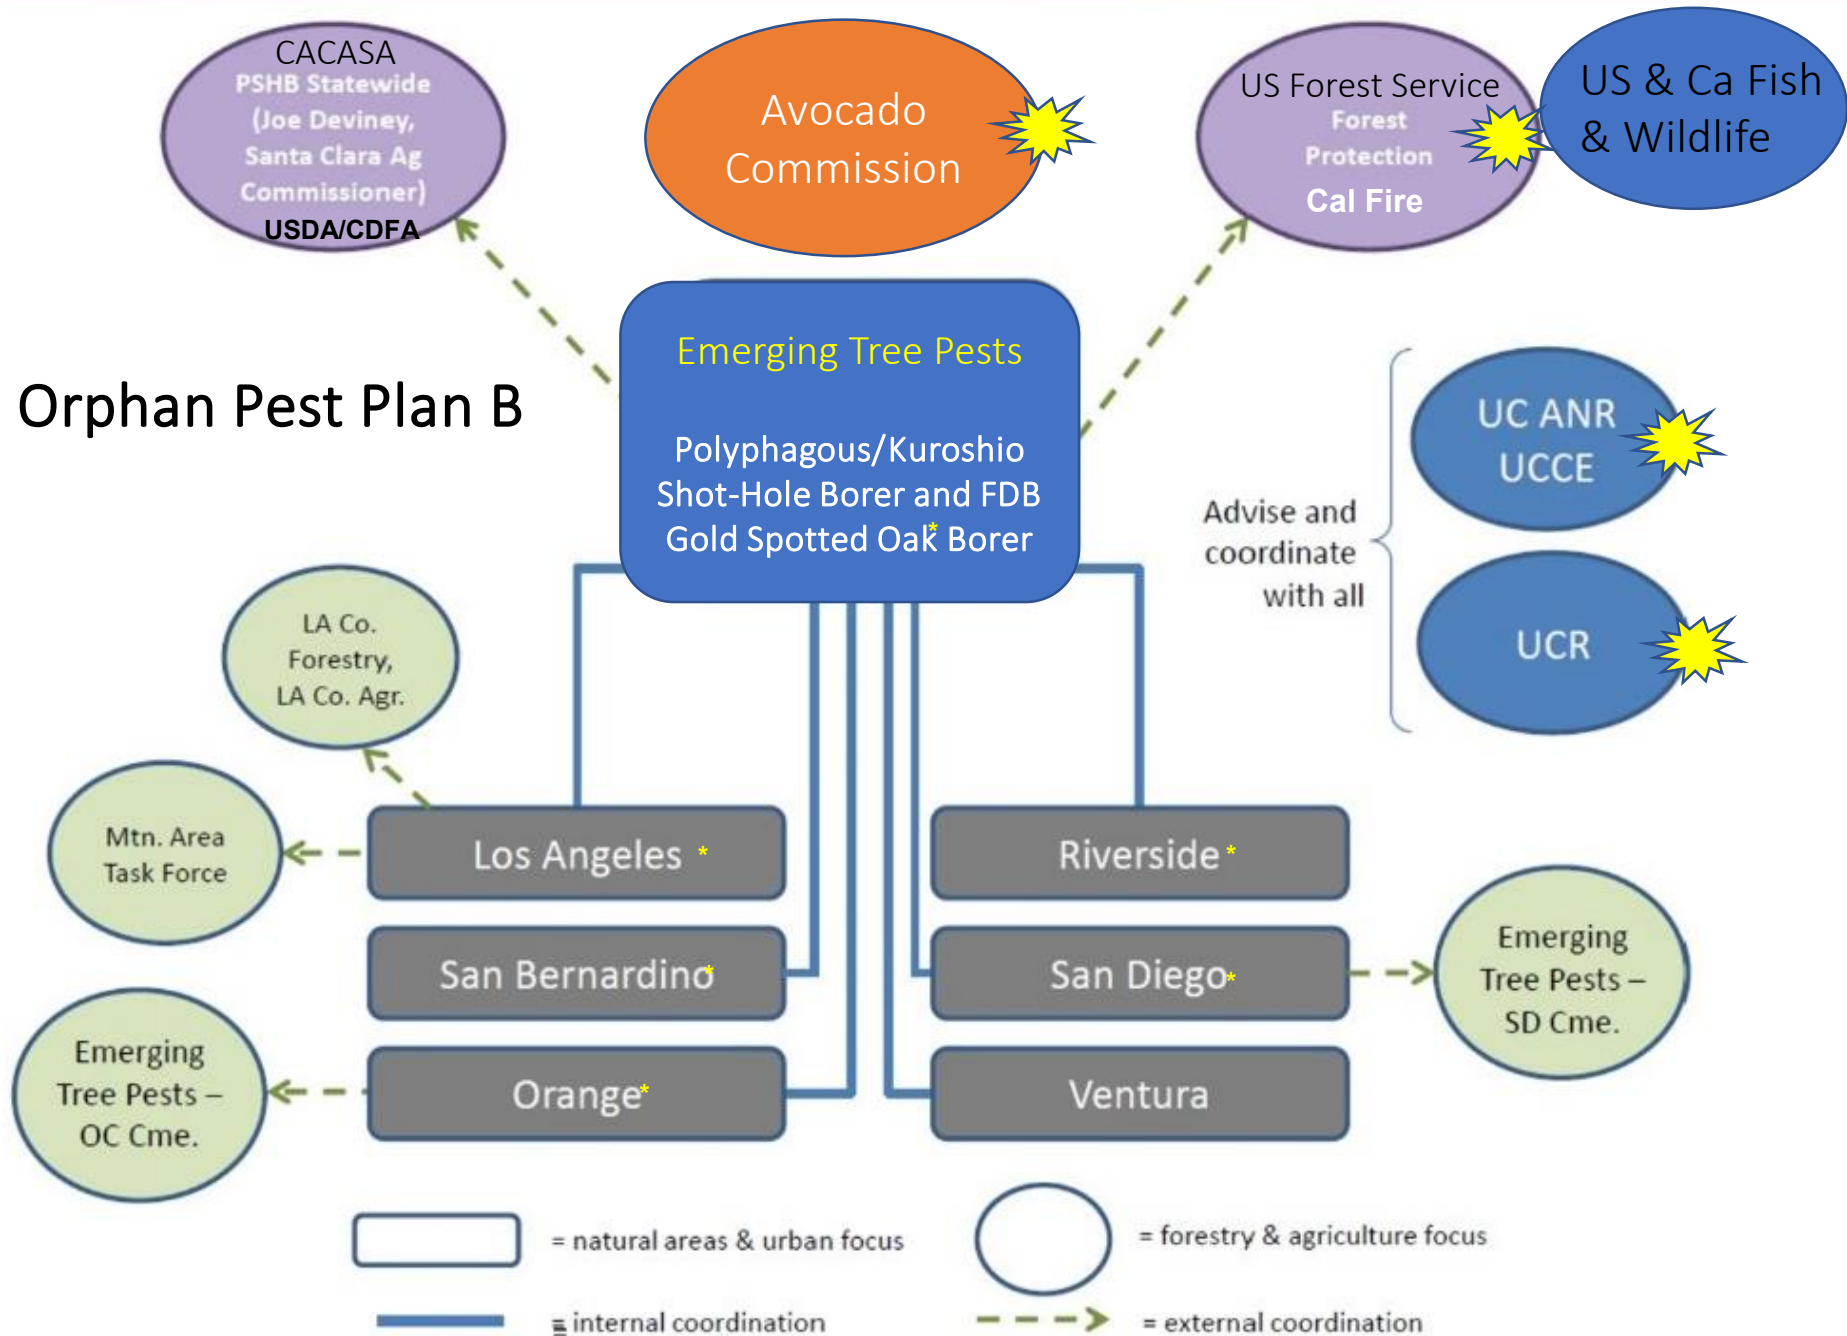 CACASA
PSHB Statewide
(Joe Deviney,
Santa Clara Ag
Commissioner)
USDA/CDFA
Avocado
Commission
US Forest Service
Forest
Protection
Cal Fire
US & Ca Fish
& Wildlife
Orphan Pest Plan B
Emerging Tree Pests
Polyphagous/Kuroshio
Shot-Hole Borer and FDB
Gold Spotted Oak* Borer
Advise and
coordinate
with all
UC ANR
UCCE
UCR
LA Co.
Forestry,
LA Co. Agr.
Mtn. Area
Task Force
Emerging
Tree Pests –
OC Cme.
Los Angeles *
San Bernardino*
Orange*
Riverside*
San Diego*
Ventura
Emerging
Tree Pests –
SD Cme.
= natural areas & urban focus
= forestry & agriculture focus
= internal coordination
= external coordination